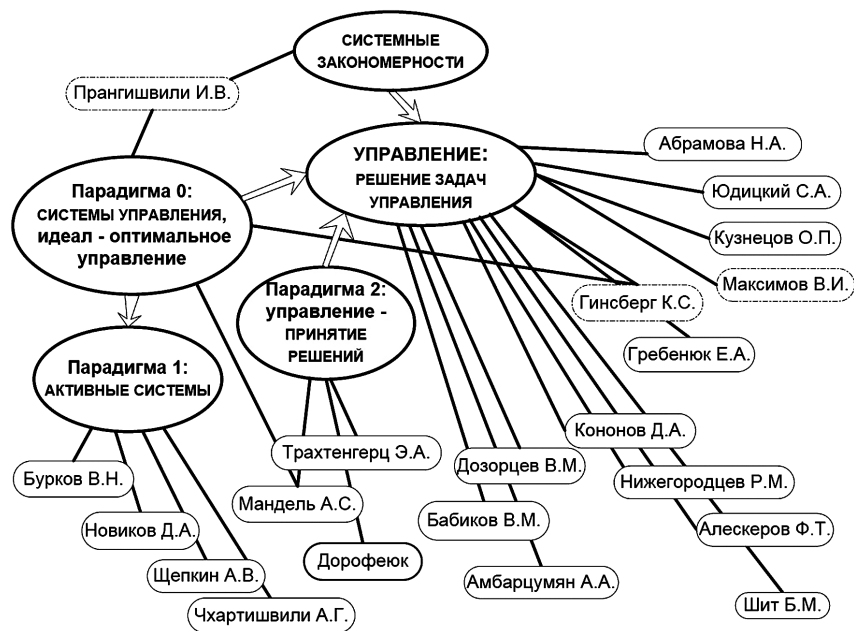 СИСТЕМНЫЕ
ЗАКОНОМЕРНОСТИ
Прангишвили И.В.
УПРАВЛЕНИЕ:
РЕШЕНИЕ ЗАДАЧ
УПРАВЛЕНИЯ
Абрамова Н.А.
Парадигма 0:
СИСТЕМЫ УПРАВЛЕНИЯ,
идеал - оптимальное
управление
Юдицкий С.А.
Кузнецов О.П.
Максимов В.И.
Парадигма 2:
управление -
ПРИНЯТИЕ
РЕШЕНИЙ
Гинсберг К.С.
Гребенюк Е.А.
Парадигма 1:
АКТИВНЫЕ СИСТЕМЫ
Кононов Д.А.
Трахтенгерц Э.А.
Дозорцев В.М.
Бурков В.Н.
Нижегородцев Р.М.
Мандель А.С.
Бабиков В.М.
Новиков Д.А.
Алескеров Ф.Т.
Дорофеюк
Щепкин А.В.
Амбарцумян А.А.
Чхартишвили А.Г.
Шит Б.М.